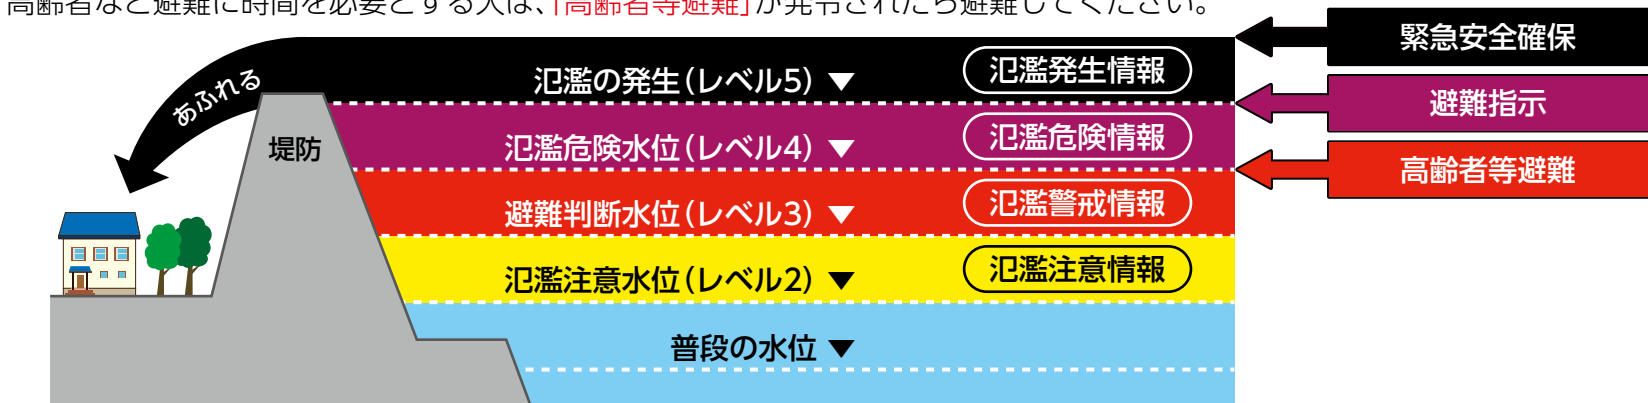 高齢者など避難に時間を必要とする人は、「高齢者等避難」が発令されたら避難してください。
緊急安全確保
氾濫の発生(レベル5)▼ 氾濫発生情報
あふれる
避難指示
堤防
氾濫危険水位(レベル4)▼ 氾濫危険情報
高齢者等避難
避難判断水位(レベル3)▼ 氾濫警戒情報
氾濫注意水位(レベル2)▼ 氾濫注意情報
普段の水位▼